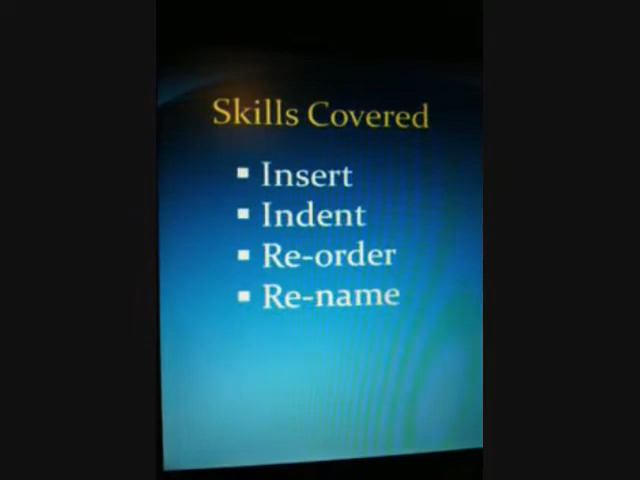 Skills Covered
Insert
Indent
Re-order
Re-name